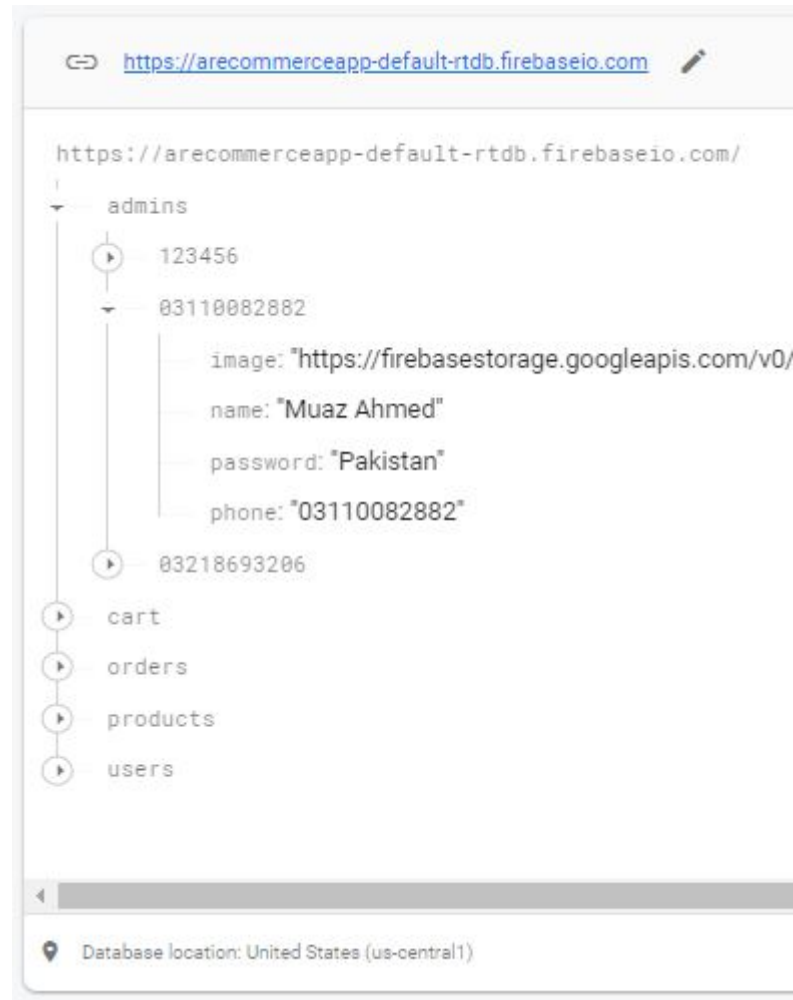 https://arecommerceapp-default-rtdb.firebaseio.com
https://arecommerceapp-default-rtdb.firebaseio.com/
admins
123456
03110082882
image: "https://firebasestorage.googleapis.com/v0/
name: "Muaz Ahmed"
password: "Pakistan"
phone: "03110082882"
03218693206
cart
orders
products
users
Database location: United States (us-central1)